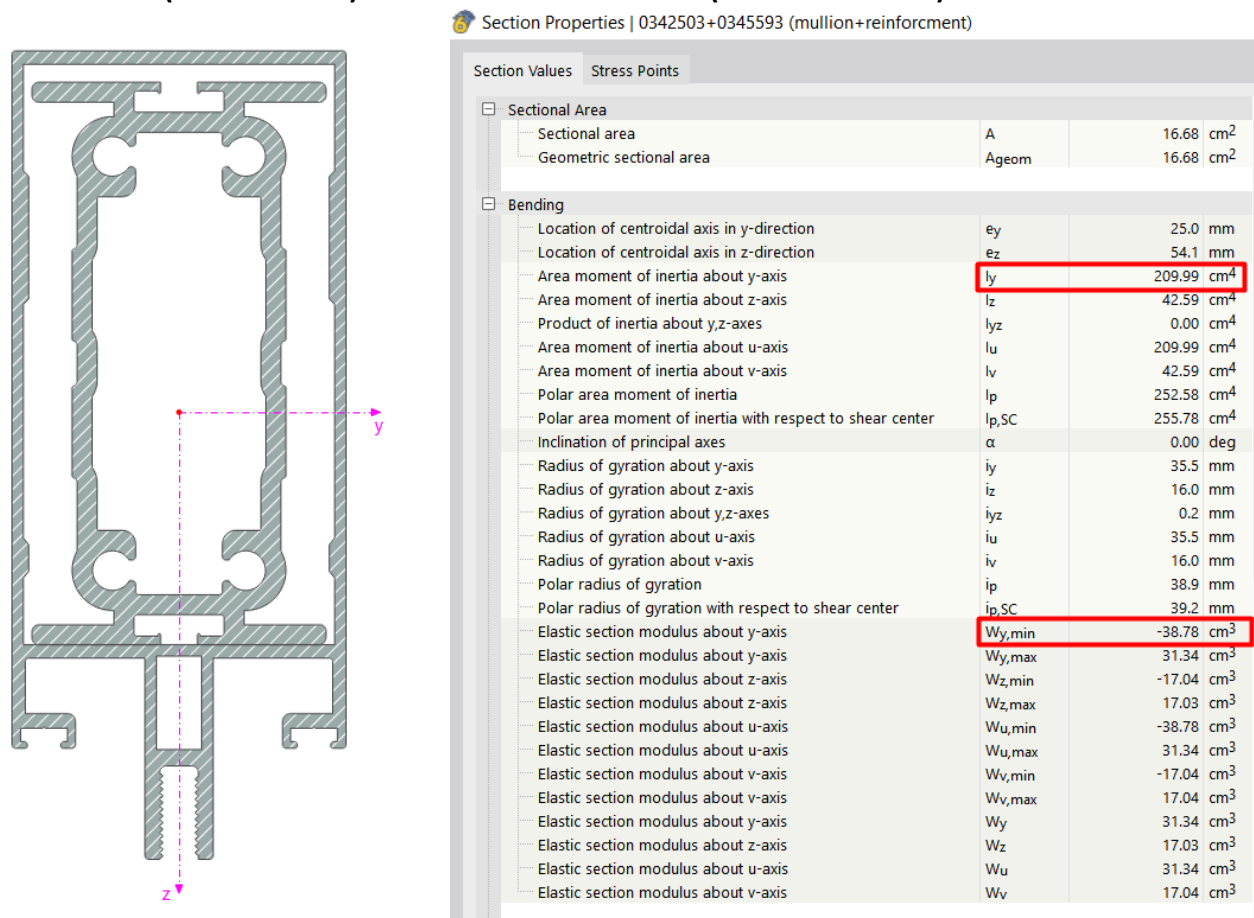 Section Properties | 0342503+0345593 (mullion+reinforcment)
Section Values Stress Points
Sectional Area
Sectional area A 16.68 cm2
Geometric sectional area Ageom 16.68 cm2
Bending
Location of centroidal axis in y-direction ey 25.0 mm
Location of centroidal axis in z-direction ez 54.1 mm
Area moment of inertia about y-axis Iy 209.99 cm4
Area moment of inertia about z-axis Iz 42.59 cm4
Product of inertia about y,z-axes Iyz 0.00 cm4
Area moment of inertia about u-axis Iu 209.99 cm4
Area moment of inertia about v-axis Iv 42.59 cm4
Polar area moment of inertia Ip 252.58 cm4
Polar area moment of inertia with respect to shear center Ip,SC 255.78 cm4
Inclination of principal axes α 0.00 deg
Radius of gyration about y-axis iy 35.5 mm
Radius of gyration about z-axis iz 16.0 mm
Radius of gyration about y,z-axes iyz 0.2 mm
Radius of gyration about u-axis iu 35.5 mm
Radius of gyration about v-axis iv 16.0 mm
Polar radius of gyration ip 38.9 mm
Polar radius of gyration with respect to shear center ip,SC 39.2 mm
Elastic section modulus about y-axis Wy,min -38.78 cm3
Elastic section modulus about y-axis Wy,max 31.34 cm3
Elastic section modulus about z-axis Wz,min -17.04 cm3
Elastic section modulus about z-axis Wz,max 17.03 cm3
Elastic section modulus about u-axis Wu,min -38.78 cm3
Elastic section modulus about u-axis Wu,max 31.34 cm3
Elastic section modulus about v-axis Wv,min -17.04 cm3
Elastic section modulus about v-axis Wv,max 17.04 cm3
Elastic section modulus about y-axis Wy 31.34 cm3
Elastic section modulus about z-axis Wz 17.03 cm3
Elastic section modulus about u-axis Wu 31.34 cm3
Elastic section modulus about v-axis Wv 17.04 cm3
y
z